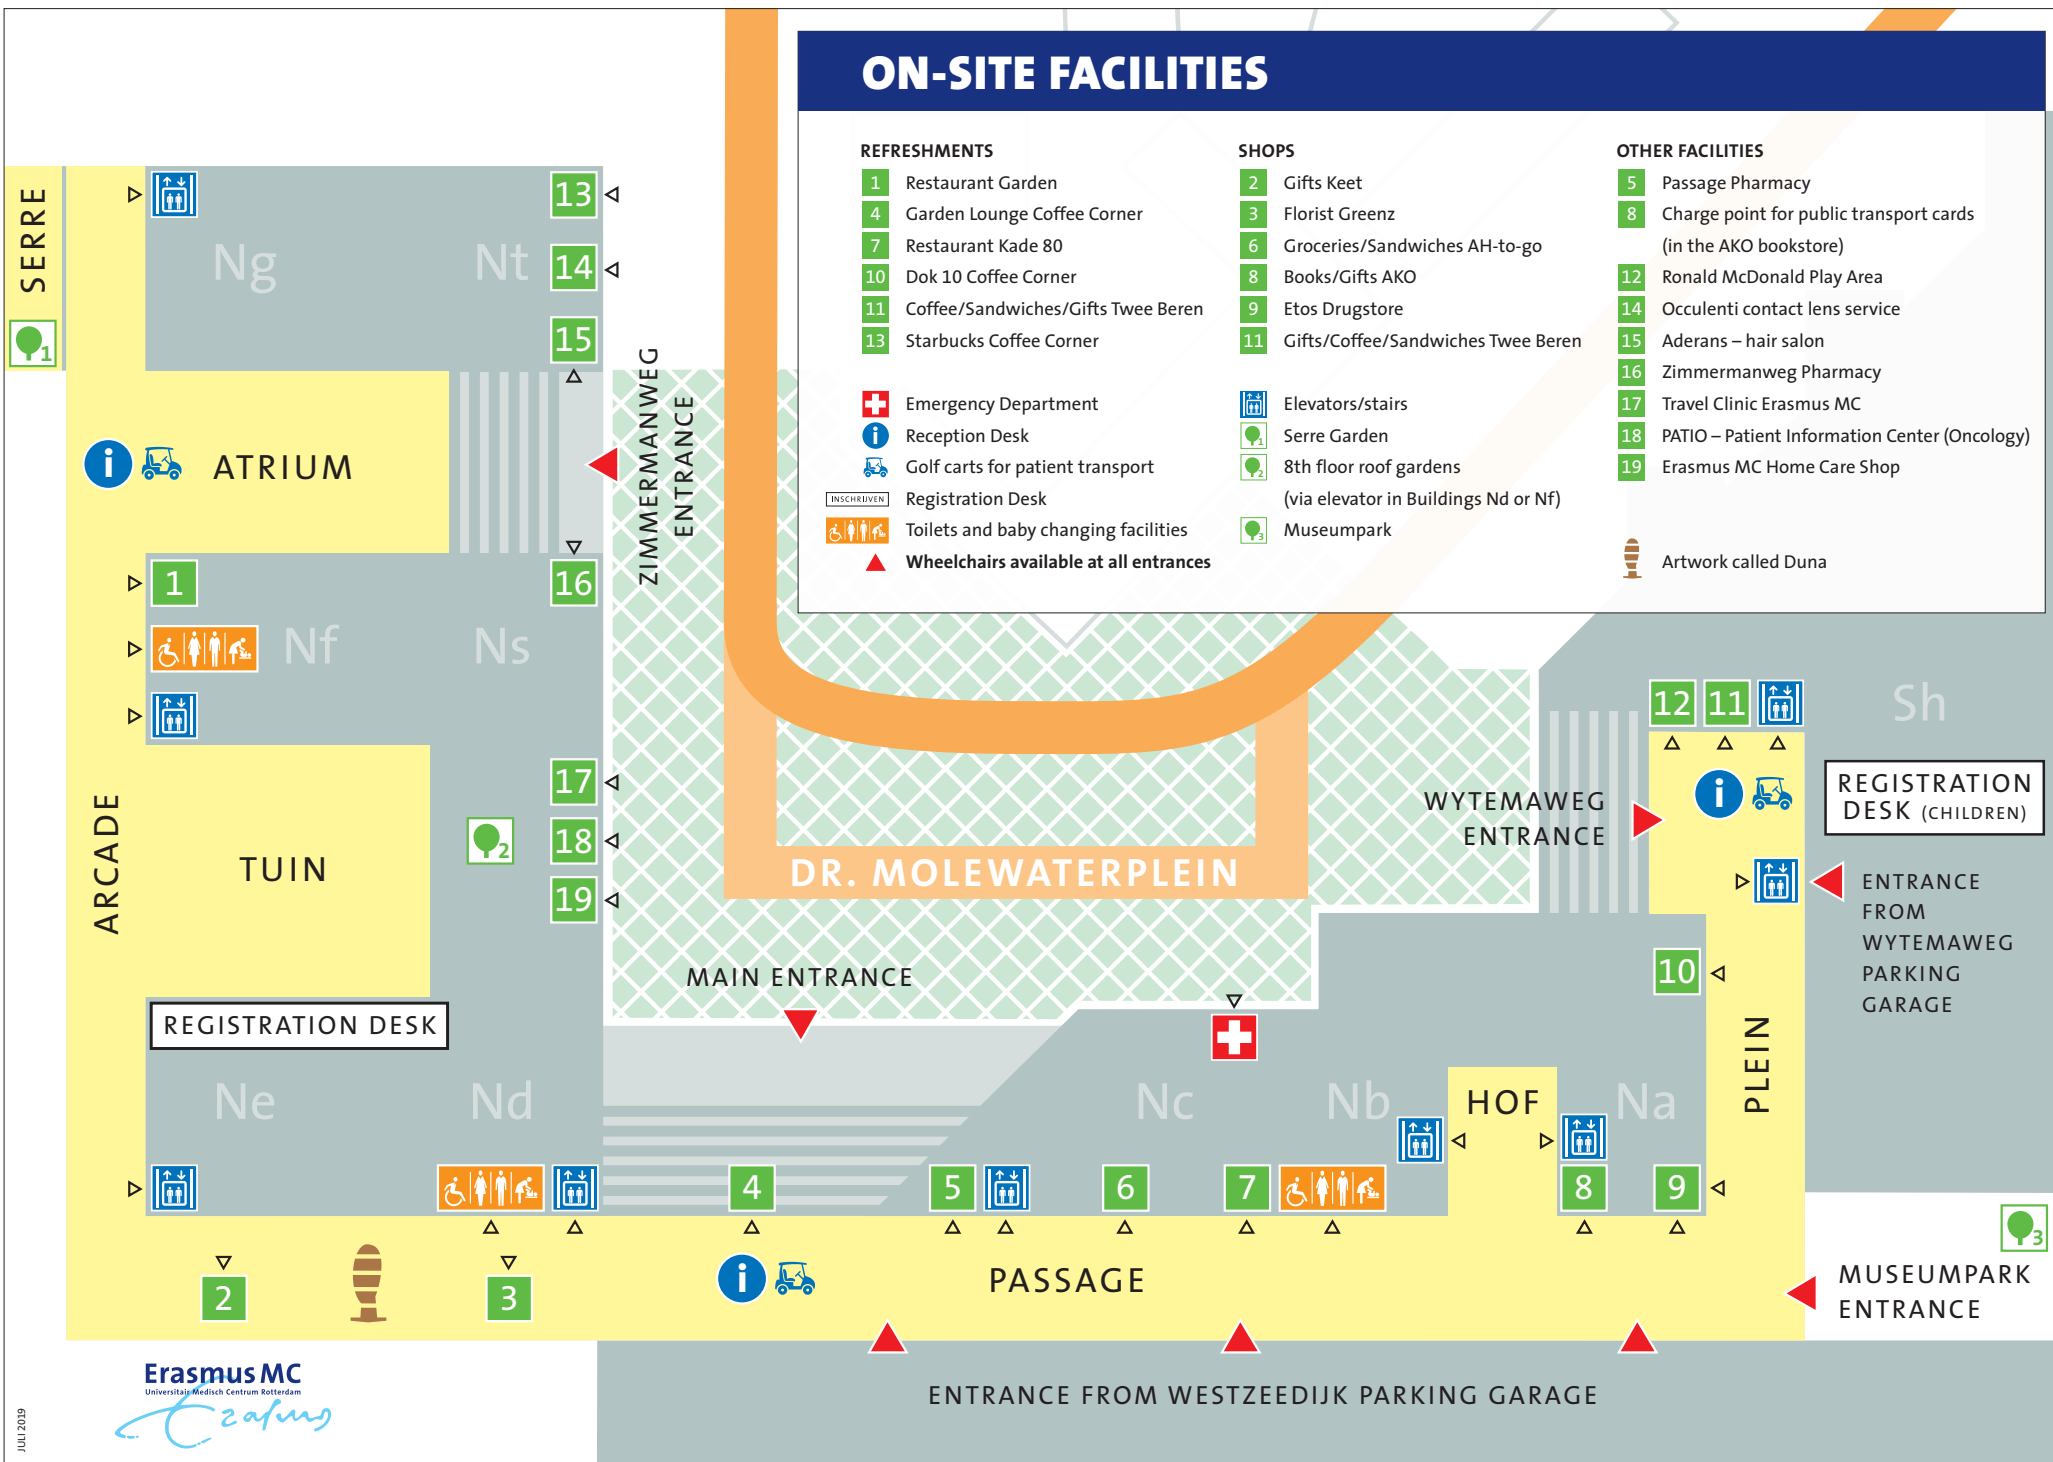 ON-SITE FACILITIES
REFRESHMENTS
1 Restaurant Garden
4 Garden Lounge Coffee Corner
7 Restaurant Kade 80
10 Dok 10 Coffee Corner
11 Coffee/Sandwiches/Gifts Twee Beren
13 Starbucks Coffee Corner
Emergency Department
i Reception Desk
Golf carts for patient transport
INSCHRIJVEN Registration Desk
Toilets and baby changing facilities
Wheelchairs available at all entrances
SHOPS
2 Gifts Keet
3 Florist Greenz
6 Groceries/Sandwiches AH-to-go
8 Books/Gifts AKO
9 Etos Drugstore
11 Gifts/Coffee/Sandwiches Twee Beren
Elevators/stairs
1 Serre Garden
2 8th floor roof gardens
(via elevator in Buildings Nd or Nf)
3 Museumpark
OTHER FACILITIES
5 Passage Pharmacy
8 Charge point for public transport cards
(in the AKO bookstore)
12 Ronald McDonald Play Area
14 Occulenti contact lens service
15 Aderans – hair salon
16 Zimmermanweg Pharmacy
17 Travel Clinic Erasmus MC
18 PATIO – Patient Information Center (Oncology)
19 Erasmus MC Home Care Shop
Artwork called Duna
SERRE
1
Ng
Nt
13
14
15
ZIMMERMANWEG
ENTRANCE
i
ATRIUM
1
16
Nf
Ns
ARCADE
TUIN
2
17
18
19
REGISTRATION DESK
Ne
Nd
DR. MOLEWATERPLEIN
MAIN ENTRANCE
WYTEMAWEG
ENTRANCE
12
11
Sh
i
REGISTRATION
DESK (CHILDREN)
ENTRANCE
FROM
WYTEMAWEG
PARKING
GARAGE
10
PLEIN
Nc
Nb
HOF
Na
4
5
6
7
8
9
2
3
i
PASSAGE
3
MUSEUMPARK
ENTRANCE
ENTRANCE FROM WESTZEEDIJK PARKING GARAGE
Erasmus MC
Universitair Medisch Centrum Rotterdam
Erasmus
JULI 2019